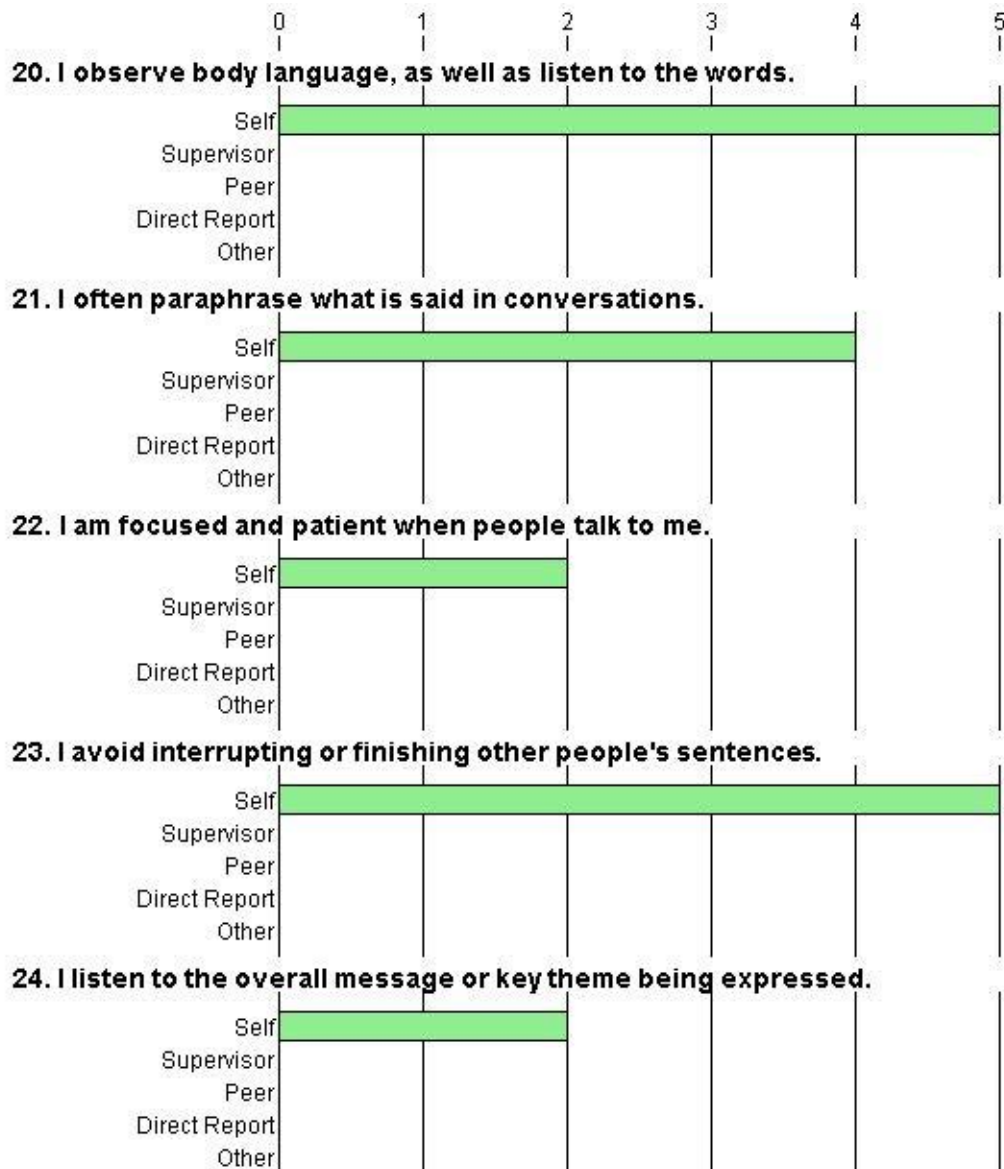 0 1 2 3 4 5
20. I observe body language, as well as listen to the words.
Self
Supervisor
Peer
Direct Report
Other
21. I often paraphrase what is said in conversations.
Self
Supervisor
Peer
Direct Report
Other
22. I am focused and patient when people talk to me.
Self
Supervisor
Peer
Direct Report
Other
23. I avoid interrupting or finishing other people's sentences.
Self
Supervisor
Peer
Direct Report
Other
24. I listen to the overall message or key theme being expressed.
Self
Supervisor
Peer
Direct Report
Other